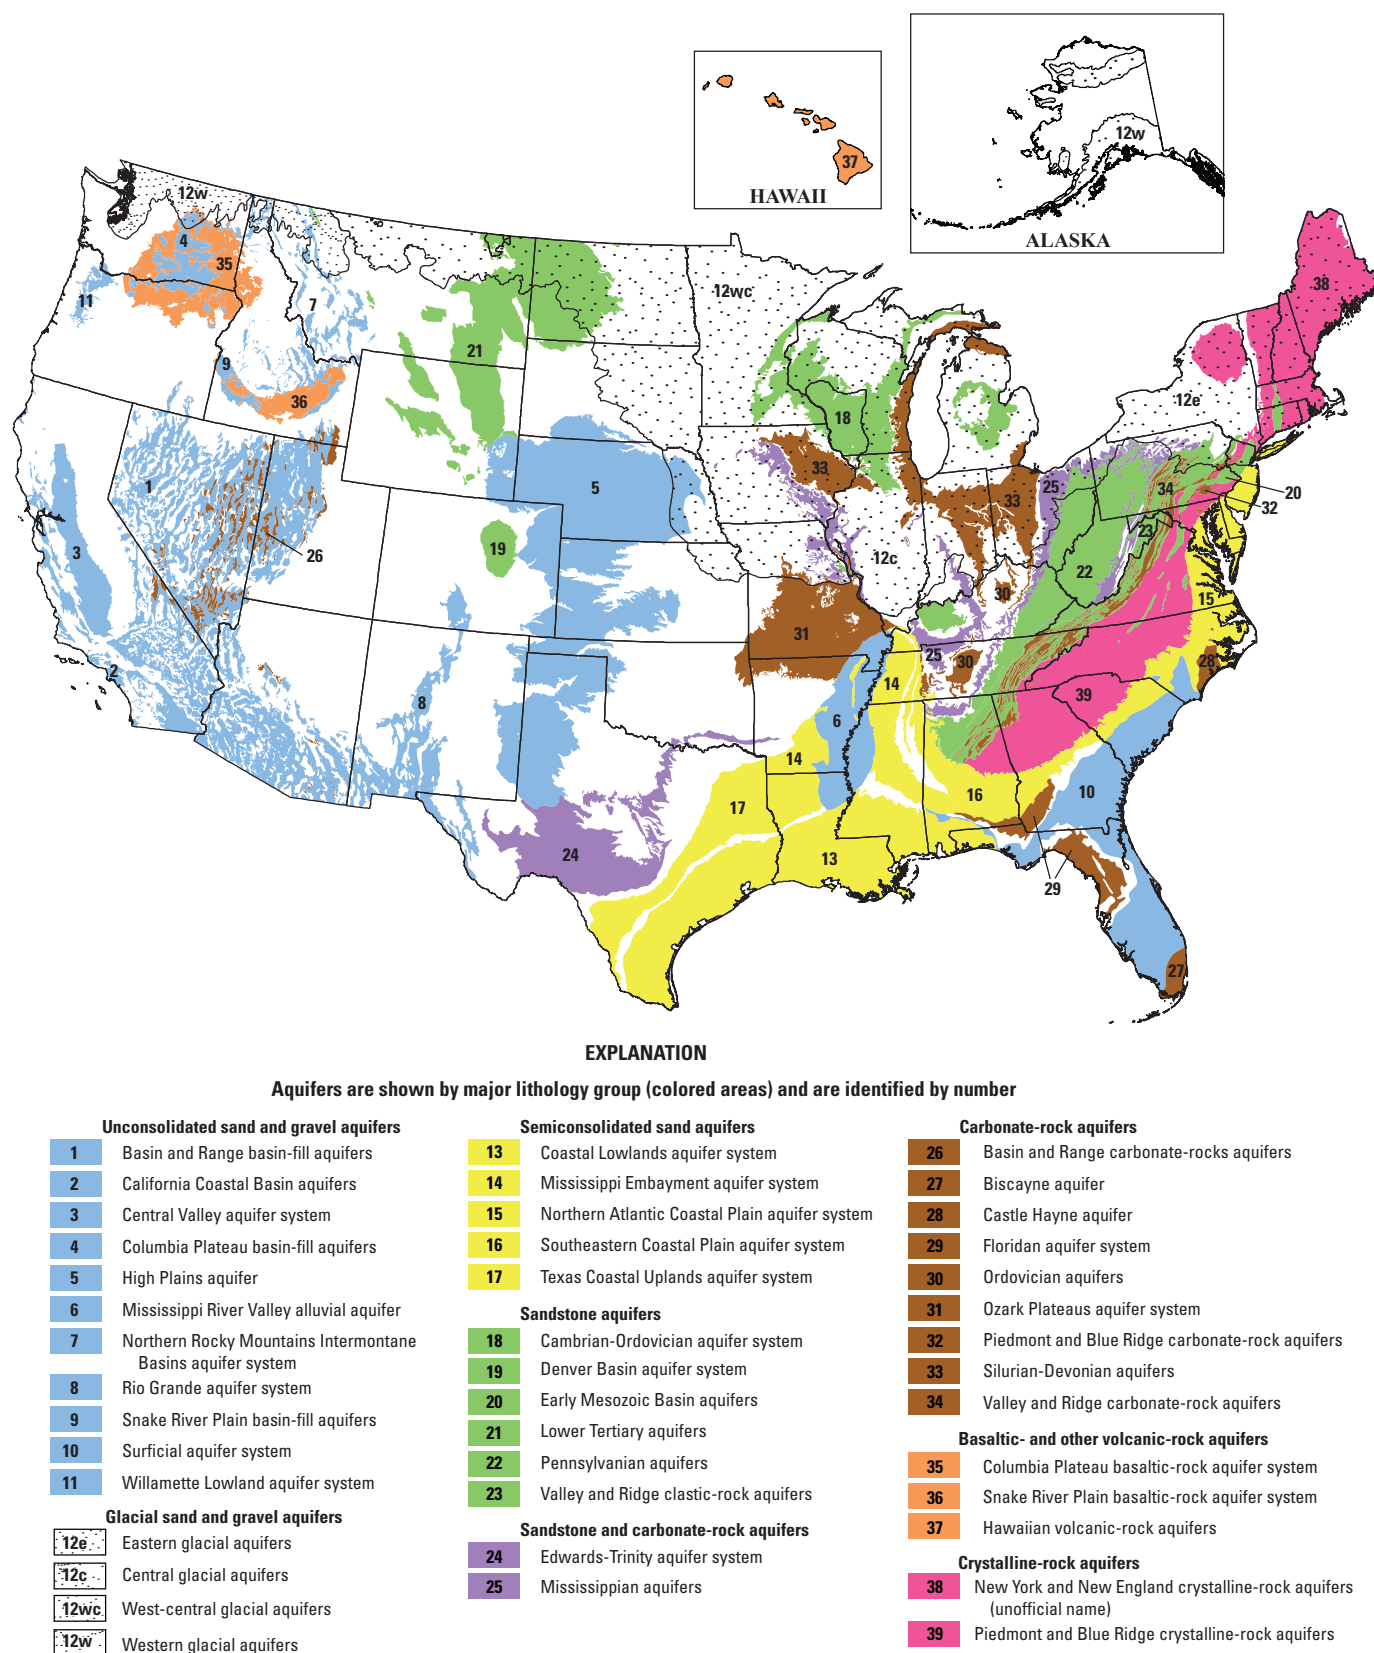 HAWAII
37
ALASKA
12w
12w
4
35
11
7
9
36
21
12wc
38
12e
18
33
1
5
3
26
19
25
33
34
20
32
23
12c
22
30
15
31
2
8
25
30
28
14
39
6
14
17
16
10
24
13
29
27
EXPLANATION
Aquifers are shown by major lithology group (colored areas) and are identified by number
Unconsolidated sand and gravel aquifers
1 Basin and Range basin-fill aquifers
2 California Coastal Basin aquifers
3 Central Valley aquifer system
4 Columbia Plateau basin-fill aquifers
5 High Plains aquifer
6 Mississippi River Valley alluvial aquifer
7 Northern Rocky Mountains Intermontane
Basins aquifer system
8 Rio Grande aquifer system
9 Snake River Plain basin-fill aquifers
10 Surficial aquifer system
11 Willamette Lowland aquifer system
Glacial sand and gravel aquifers
12e Eastern glacial aquifers
12c Central glacial aquifers
12wc West-central glacial aquifers
12w Western glacial aquifers
Semiconsolidated sand aquifers
13 Coastal Lowlands aquifer system
14 Mississippi Embayment aquifer system
15 Northern Atlantic Coastal Plain aquifer system
16 Southeastern Coastal Plain aquifer system
17 Texas Coastal Uplands aquifer system
Sandstone aquifers
18 Cambrian-Ordovician aquifer system
19 Denver Basin aquifer system
20 Early Mesozoic Basin aquifers
21 Lower Tertiary aquifers
22 Pennsylvanian aquifers
23 Valley and Ridge clastic-rock aquifers
Sandstone and carbonate-rock aquifers
24 Edwards-Trinity aquifer system
25 Mississippian aquifers
Carbonate-rock aquifers
26 Basin and Range carbonate-rocks aquifers
27 Biscayne aquifer
28 Castle Hayne aquifer
29 Floridan aquifer system
30 Ordovician aquifers
31 Ozark Plateaus aquifer system
32 Piedmont and Blue Ridge carbonate-rock aquifers
33 Silurian-Devonian aquifers
34 Valley and Ridge carbonate-rock aquifers
Basaltic- and other volcanic-rock aquifers
35 Columbia Plateau basaltic-rock aquifer system
36 Snake River Plain basaltic-rock aquifer system
37 Hawaiian volcanic-rock aquifers
Crystalline-rock aquifers
38 New York and New England crystalline-rock aquifers
(unofficial name)
39 Piedmont and Blue Ridge crystalline-rock aquifers